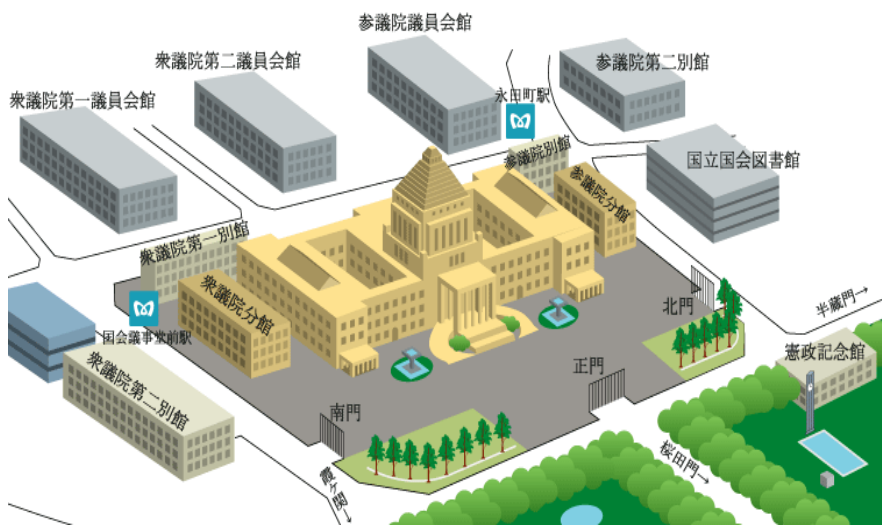 参議院議員会館
衆議院第二議員会館
参議院第二別館
衆議院第一議員会館
永田町駅
参議院別館
国立国会図書館
参議院分館
衆議院第一別館
衆議院分館
北門
半蔵門→
国会議事堂前駅
憲政記念館
衆議院第二別館
正門
南門
桜田門→
霞ヶ関→